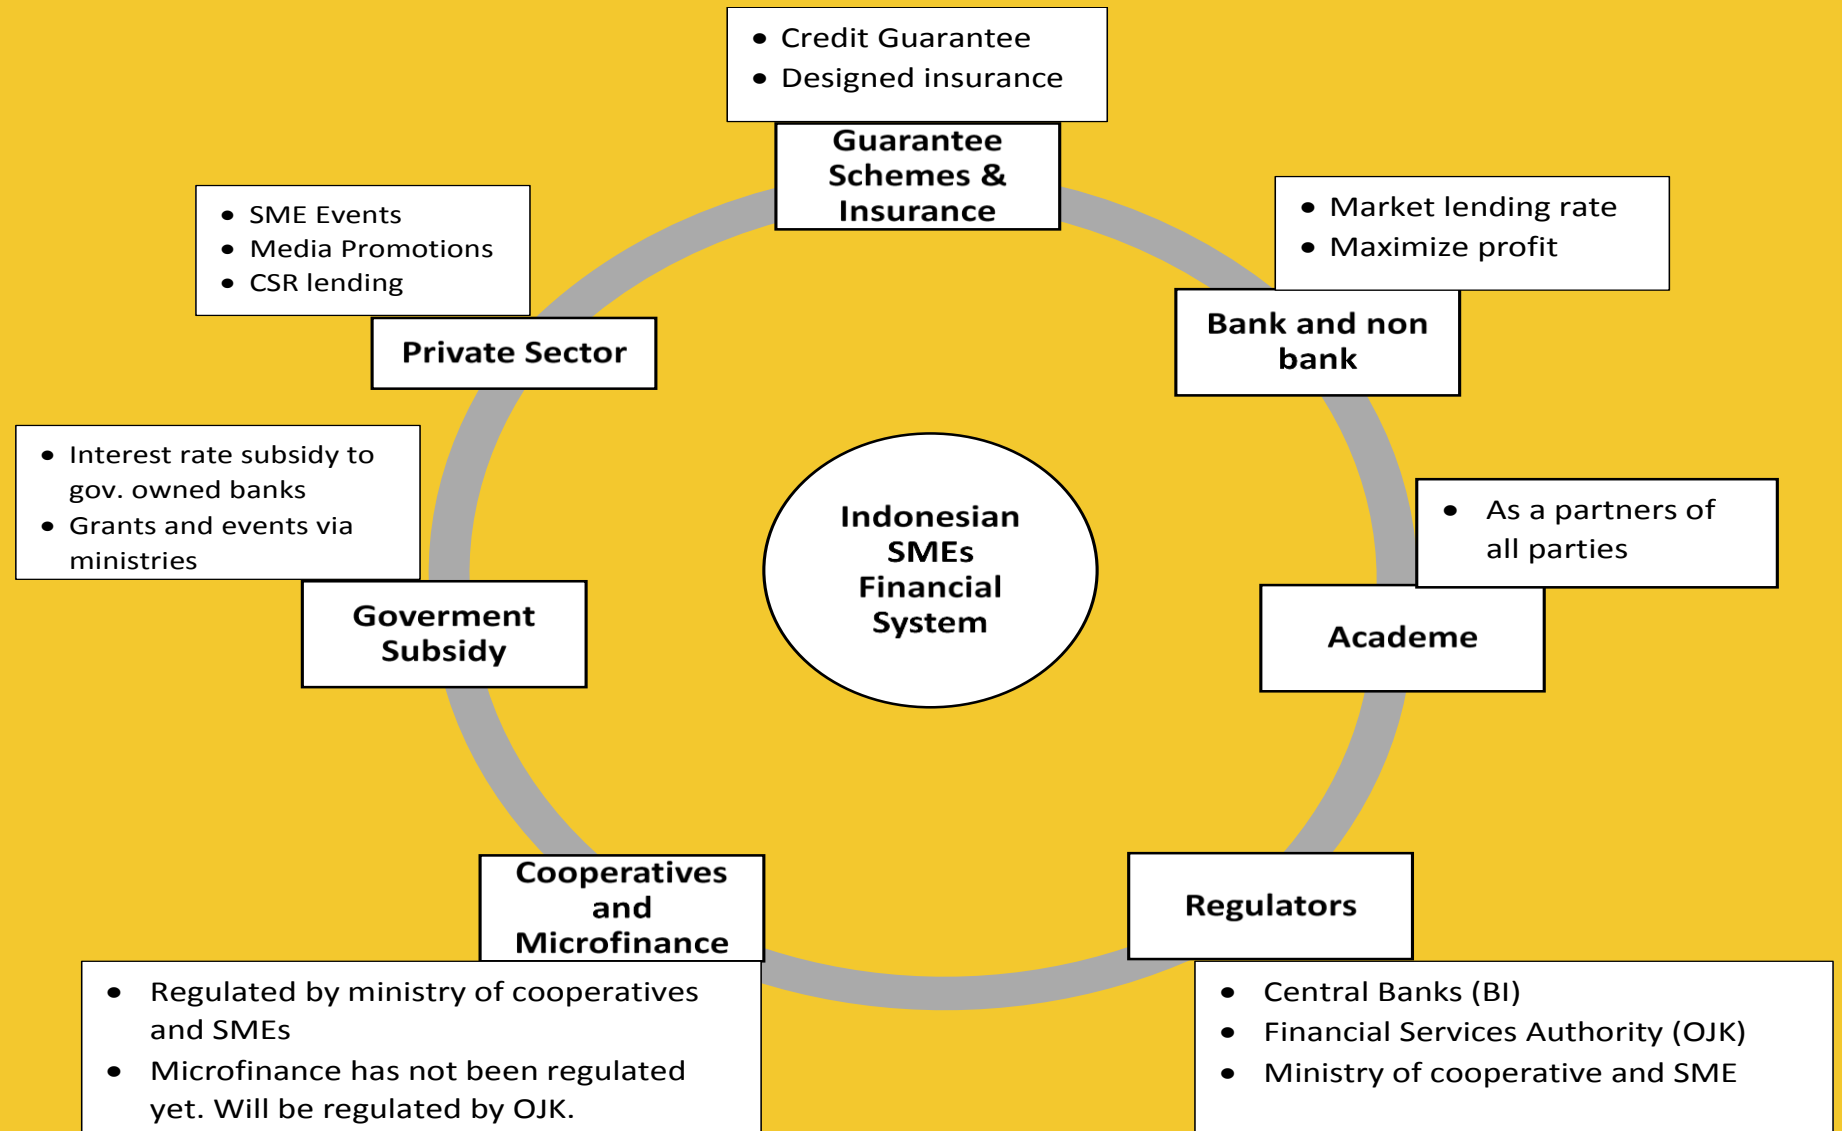 • Credit Guarantee
• Designed insurance
Guarantee
Schemes &
Insurance
• Market lending rate
• Maximize profit
Bank and non
bank
• As a partners of
all parties
Academe
Regulators
• Central Banks (BI)
• Financial Services Authority (OJK)
• Ministry of cooperative and SME
Cooperatives
and
Microfinance
• Regulated by ministry of cooperatives
and SMEs
• Microfinance has not been regulated
yet. Will be regulated by OJK.
• Interest rate subsidy to
gov. owned banks
• Grants and events via
ministries
Goverment
Subsidy
• SME Events
• Media Promotions
• CSR lending
Private Sector
Indonesian
SMEs
Financial
System